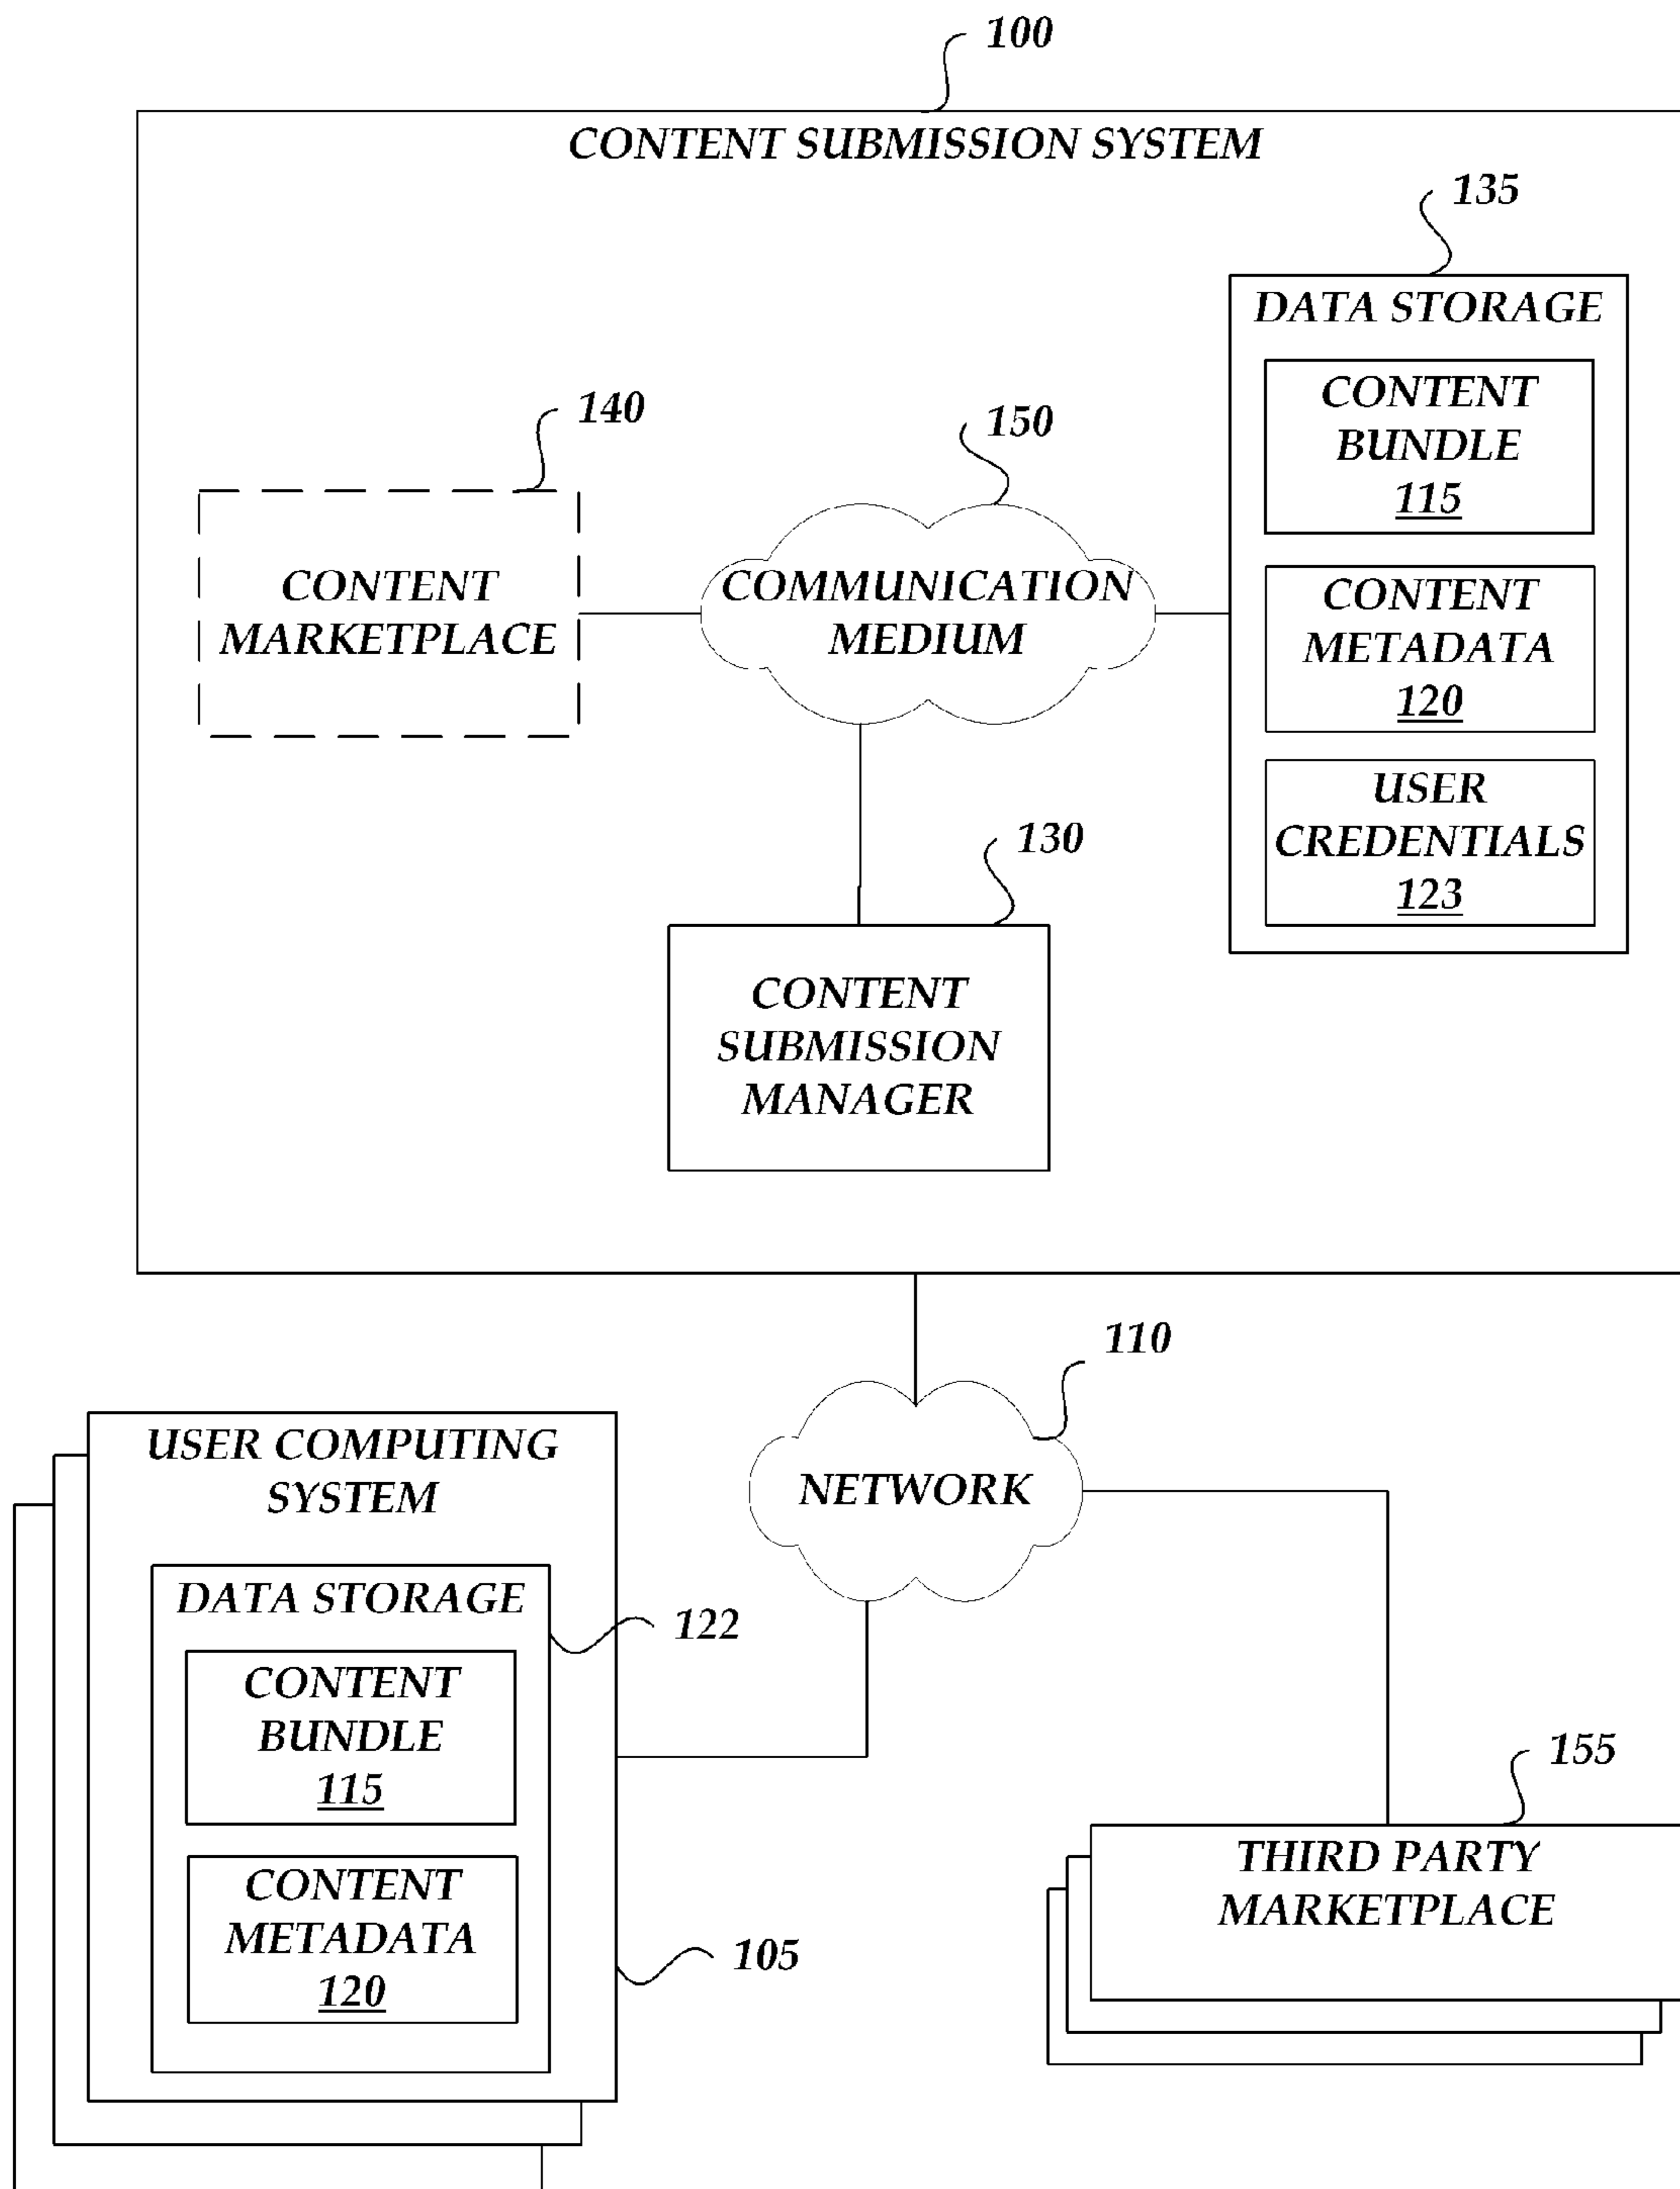 100
CONTENT SUBMISSION SYSTEM
135
DATA STORAGE
CONTENT
BUNDLE
115
CONTENT
METADATA
120
USER
CREDENTIALS
123
140
CONTENT
MARKETPLACE
150
COMMUNICATION
MEDIUM
130
CONTENT
SUBMISSION
MANAGER
110
NETWORK
USER COMPUTING
SYSTEM
DATA STORAGE
122
CONTENT
BUNDLE
115
CONTENT
METADATA
120
105
155
THIRD PARTY
MARKETPLACE